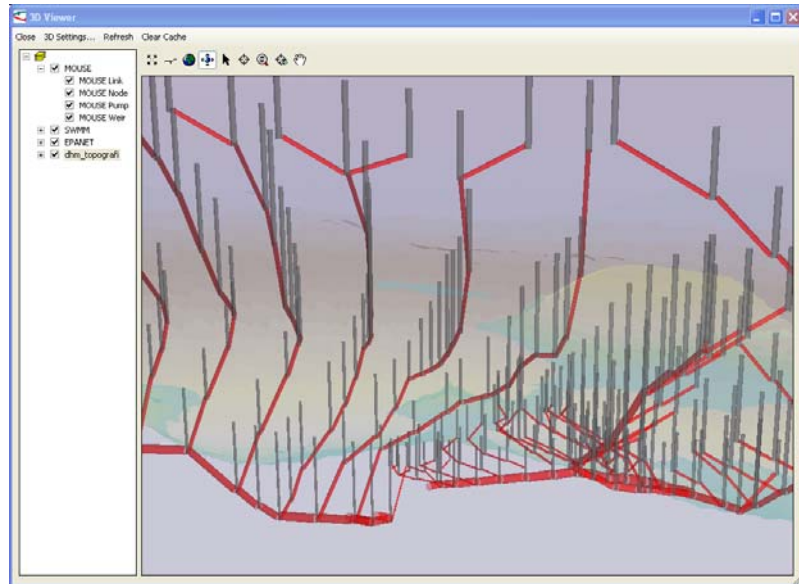 3D Viewer
Close 3D Settings... Refresh Clear Cache
MOUSE
MOUSE Link
MOUSE Node
MOUSE Pump
MOUSE Weir
SWMM
EPANET
dhm_topografi